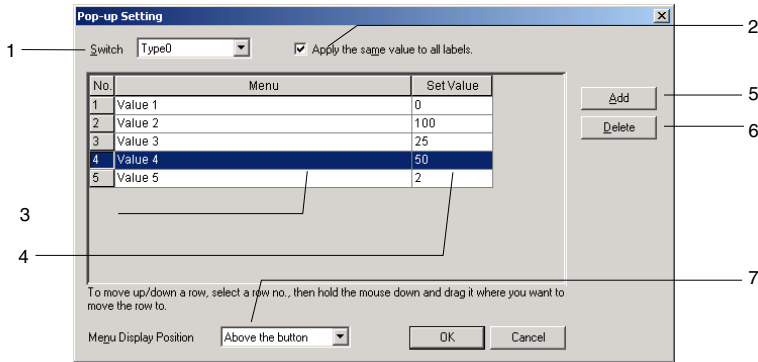 Pop-up Setting
2
1
Switch Type0 Apply the same value to all labels.
No. Menu Set Value
1 Value 1 0
5
Add
2 Value 2 100
Delete
6
3 Value 3 25
4 Value 4 50
5 Value 5 2
3
4
7
To move up/down a row, select a row no., then hold the mouse down and drag it where you want to
move the row to.
Menu Display Position Above the button OK Cancel